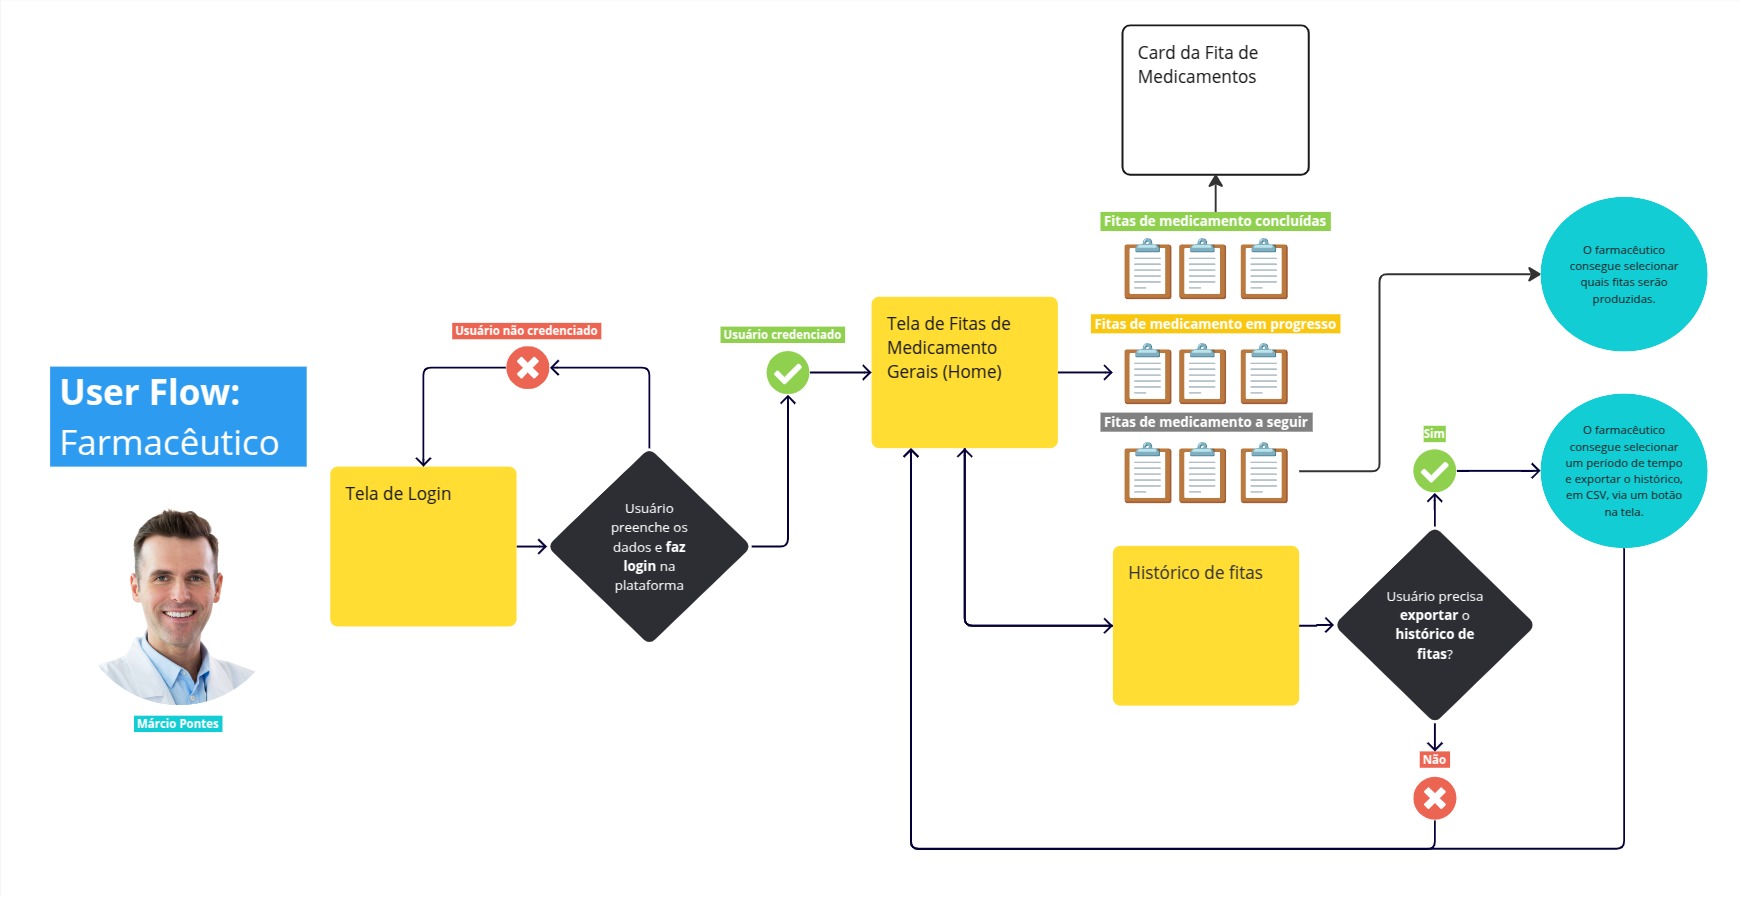 User Flow:
Farmacêutico
Márcio Pontes
Usuário não credenciado
Tela de Login
Usuário
preenche os
dados e faz
login na
plataforma
Usuário credenciado
Tela de Fitas de
Medicamento
Gerais (Home)
Card da Fita de
Medicamentos
Fitas de medicamento concluídas
Fitas de medicamento em progresso
Fitas de medicamento a seguir
O farmacêutico
consegue selecionar
quais fitas serão
produzidas.
Histórico de fitas
Usuário precisa
exportar o
histórico de
fitas?
Sim
O farmacêutico
consegue selecionar
um período de tempo
e exportar o histórico,
em CSV, via um botão
na tela.
Não